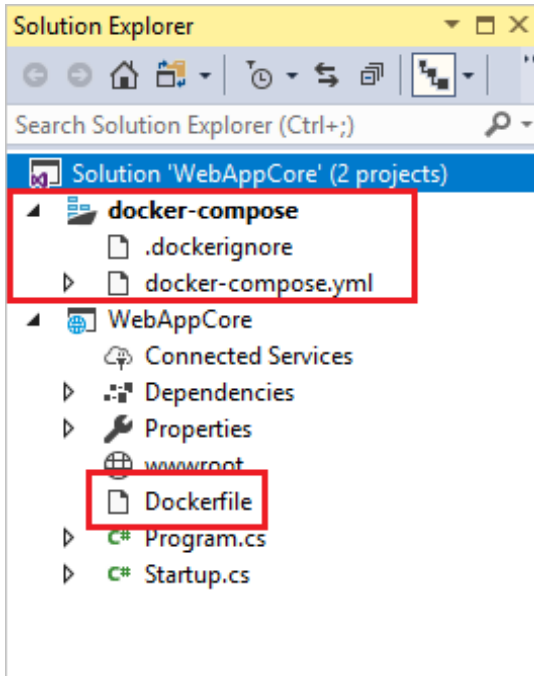 Solution Explorer
Search Solution Explorer (Ctrl+;)
Solution 'WebAppCore' (2 projects)
docker-compose
.dockerignore
docker-compose.yml
WebAppCore
Connected Services
Dependencies
Properties
wwwroot
Dockerfile
C# Program.cs
C# Startup.cs